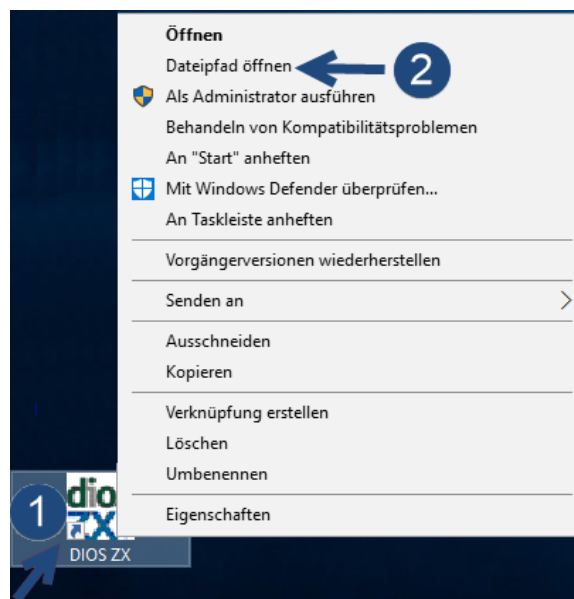 Öffnen
Dateipfad öffnen
2
Als Administrator ausführen
Behandeln von Kompatibilitätsproblemen
An "Start" anheften
Mit Windows Defender überprüfen...
An Taskleiste anheften
Vorgängerversionen wiederherstellen
Senden an
Ausschneiden
Kopieren
Verknüpfung erstellen
Löschen
Umbenennen
Eigenschaften
1
dio
ZX
DIOS ZX